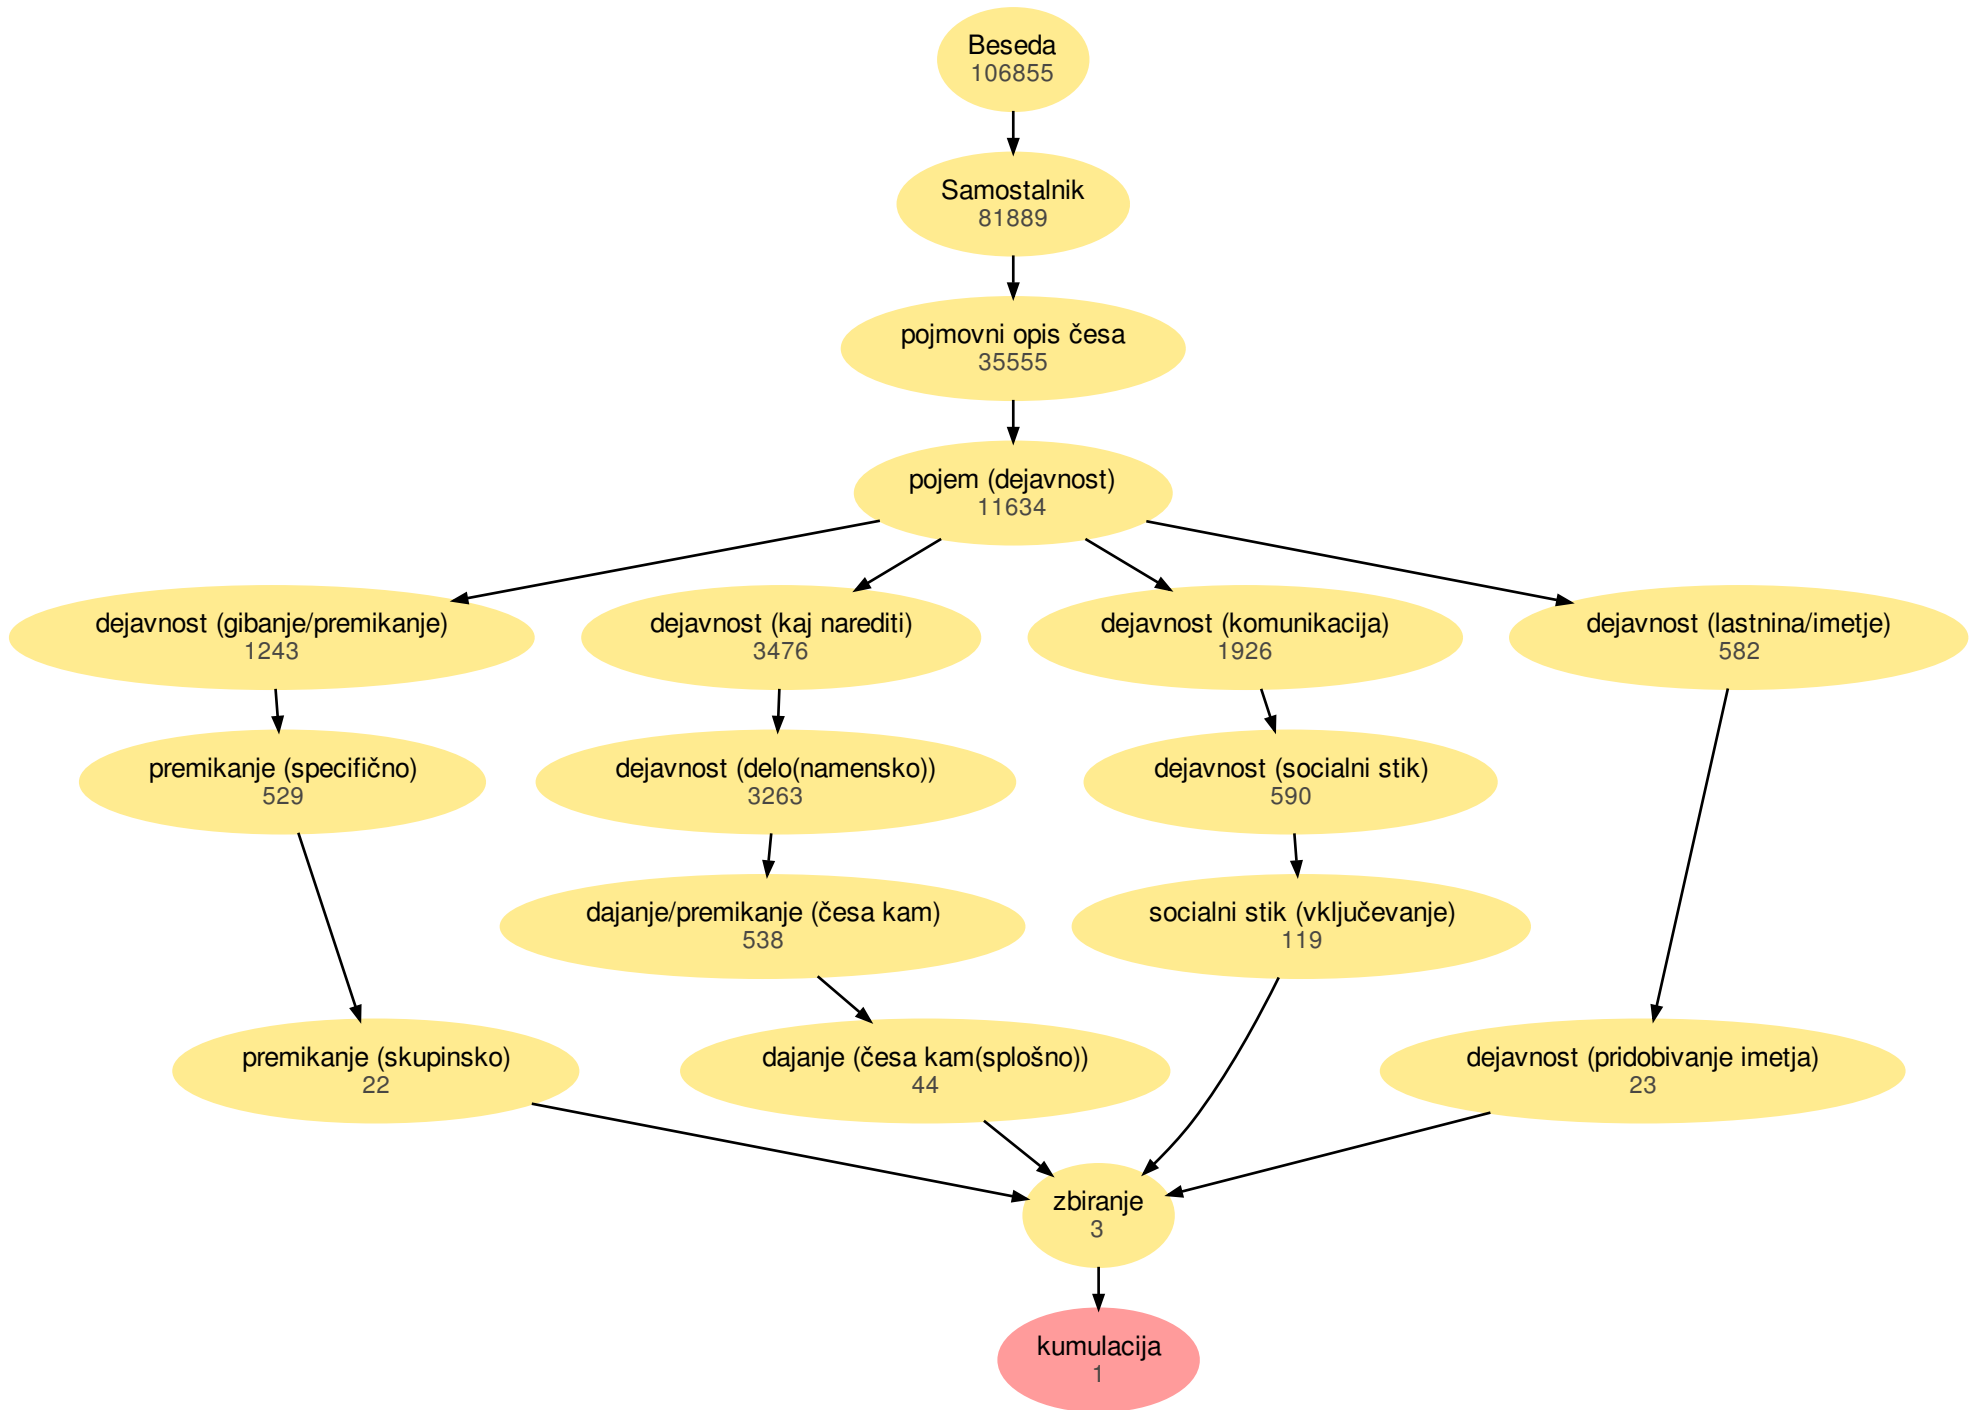 Beseda
106855
Samostalnik
81889
pojmovni opis česa
35555
pojem (dejavnost)
11634
dejavnost (gibanje/premikanje)
1243
dejavnost (kaj narediti)
3476
dejavnost (komunikacija)
1926
dejavnost (lastnina/imetje)
582
premikanje (specifično)
529
dejavnost (delo(namensko))
3263
dejavnost (socialni stik)
590
dajanje/premikanje (česa kam)
538
socialni stik (vključevanje)
119
premikanje (skupinsko)
22
dajanje (česa kam(splošno))
44
dejavnost (pridobivanje imetja)
23
zbiranje
3
kumulacija
1